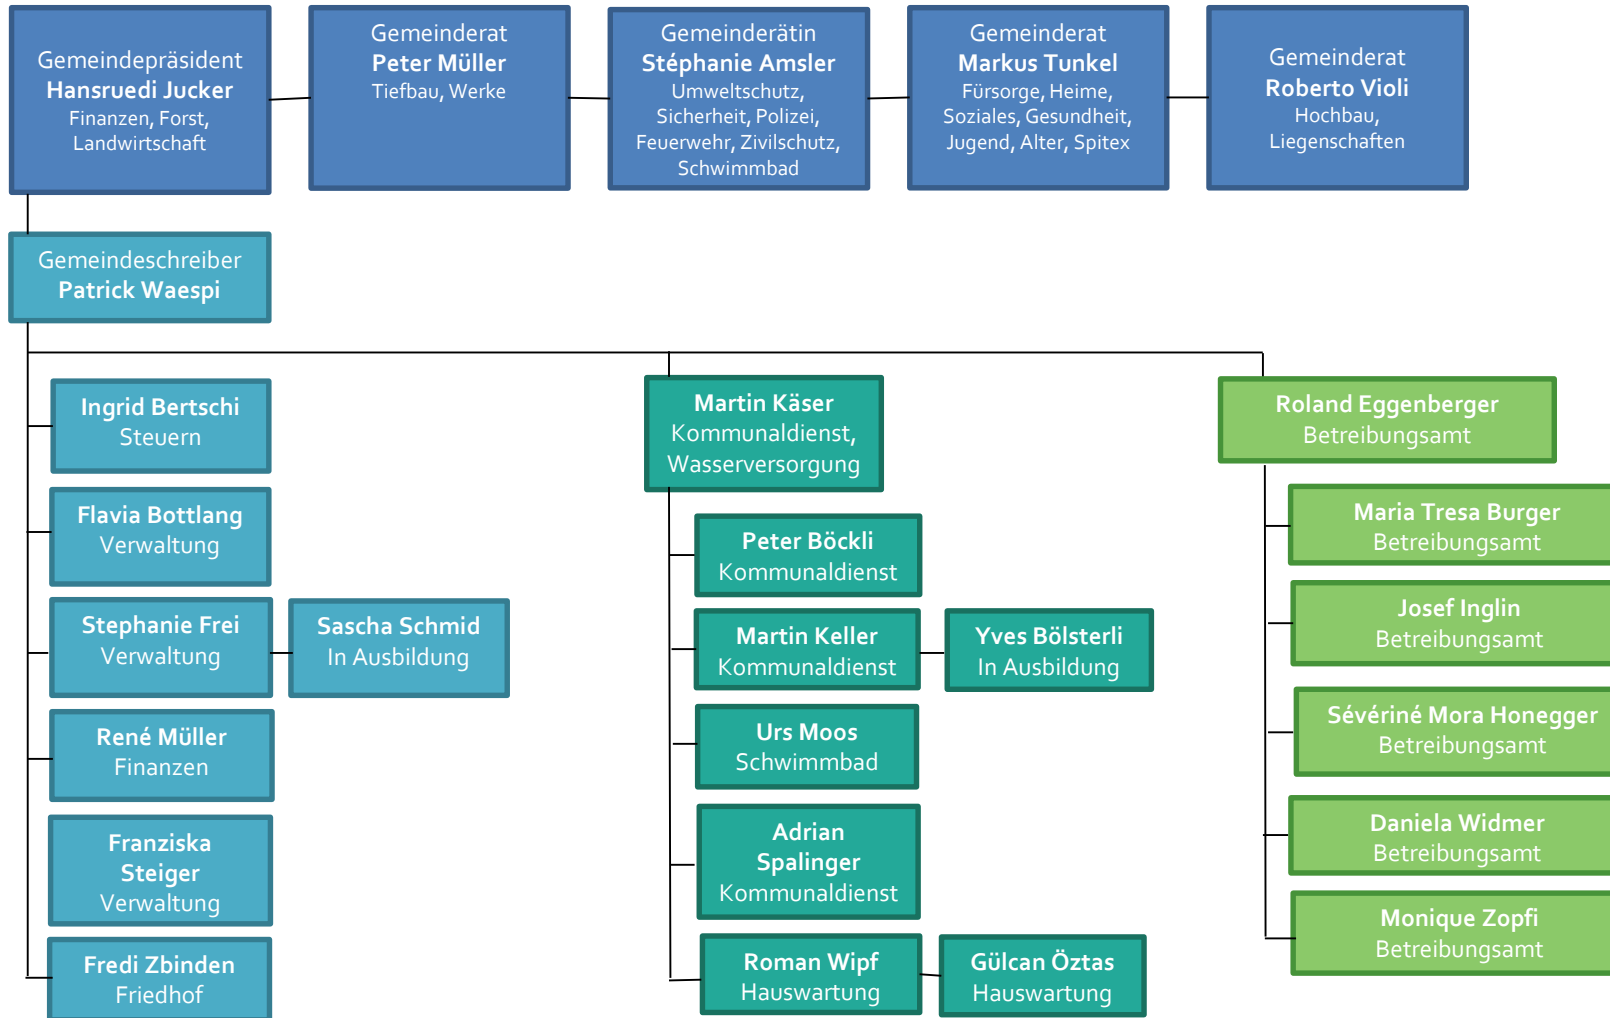 Gemeindepräsident
Hansruedi Jucker
Finanzen, Forst,
Landwirtschaft
Gemeinderat
Peter Müller
Tiefbau, Werke
Gemeinderätin
Stéphanie Amsler
Umweltschutz,
Sicherheit, Polizei,
Feuerwehr, Zivilschutz,
Schwimmbad
Gemeinderat
Markus Tunkel
Fürsorge, Heime,
Soziales, Gesundheit,
Jugend, Alter, Spitex
Gemeinderat
Roberto Violi
Hochbau,
Liegenschaften
Gemeindeschreiber
Patrick Waespi
Ingrid Bertschi
Steuern
Flavia Bottlang
Verwaltung
Stephanie Frei
Verwaltung
Sascha Schmid
In Ausbildung
René Müller
Finanzen
Franziska
Steiger
Verwaltung
Fredi Zbinden
Friedhof
Martin Käser
Kommunaldienst,
Wasserversorgung
Peter Böckli
Kommunaldienst
Martin Keller
Kommunaldienst
Yves Bölsterli
In Ausbildung
Urs Moos
Schwimmbad
Adrian
Spalinger
Kommunaldienst
Roman Wipf
Hauswartung
Gülcan Öztas
Hauswartung
Roland Eggenberger
Betreibungsamt
Maria Tresa Burger
Betreibungsamt
Josef Inglin
Betreibungsamt
Sévériné Mora Honegger
Betreibungsamt
Daniela Widmer
Betreibungsamt
Monique Zopfi
Betreibungsamt